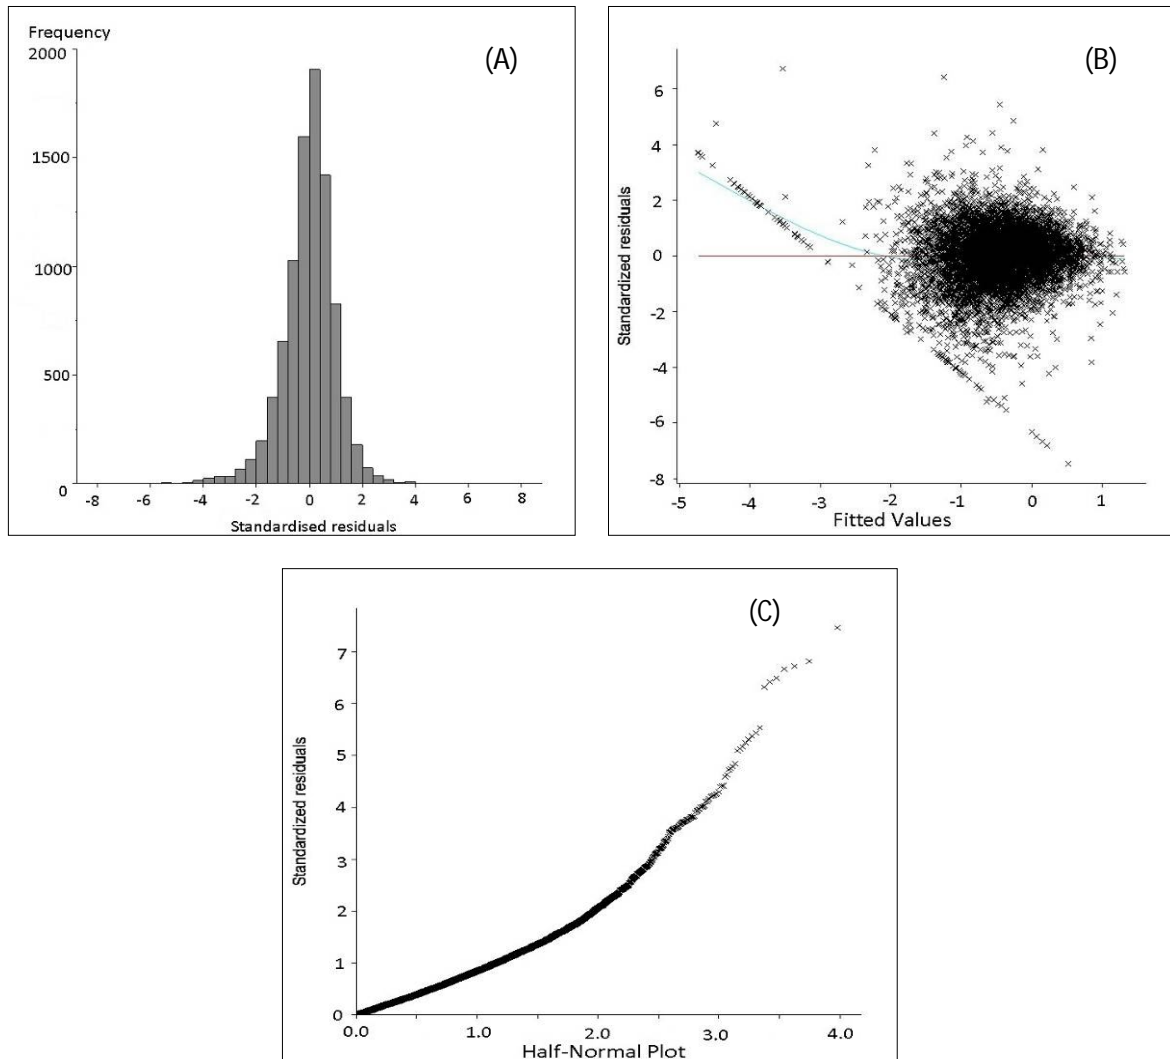 Frequency
(A)
2000
1500
1000
500
0
-8 -6 -4 -2 0 2 4 6 8
Standardised residuals
(B)
Standardized residuals
6
4
2
0
-2
-4
-6
-8
-5 -4 -3 -2 -1 0 1
Fitted Values
(C)
Standardized residuals
7
6
5
4
3
2
1
0
0.0 1.0 2.0 3.0 4.0
Half-Normal Plot